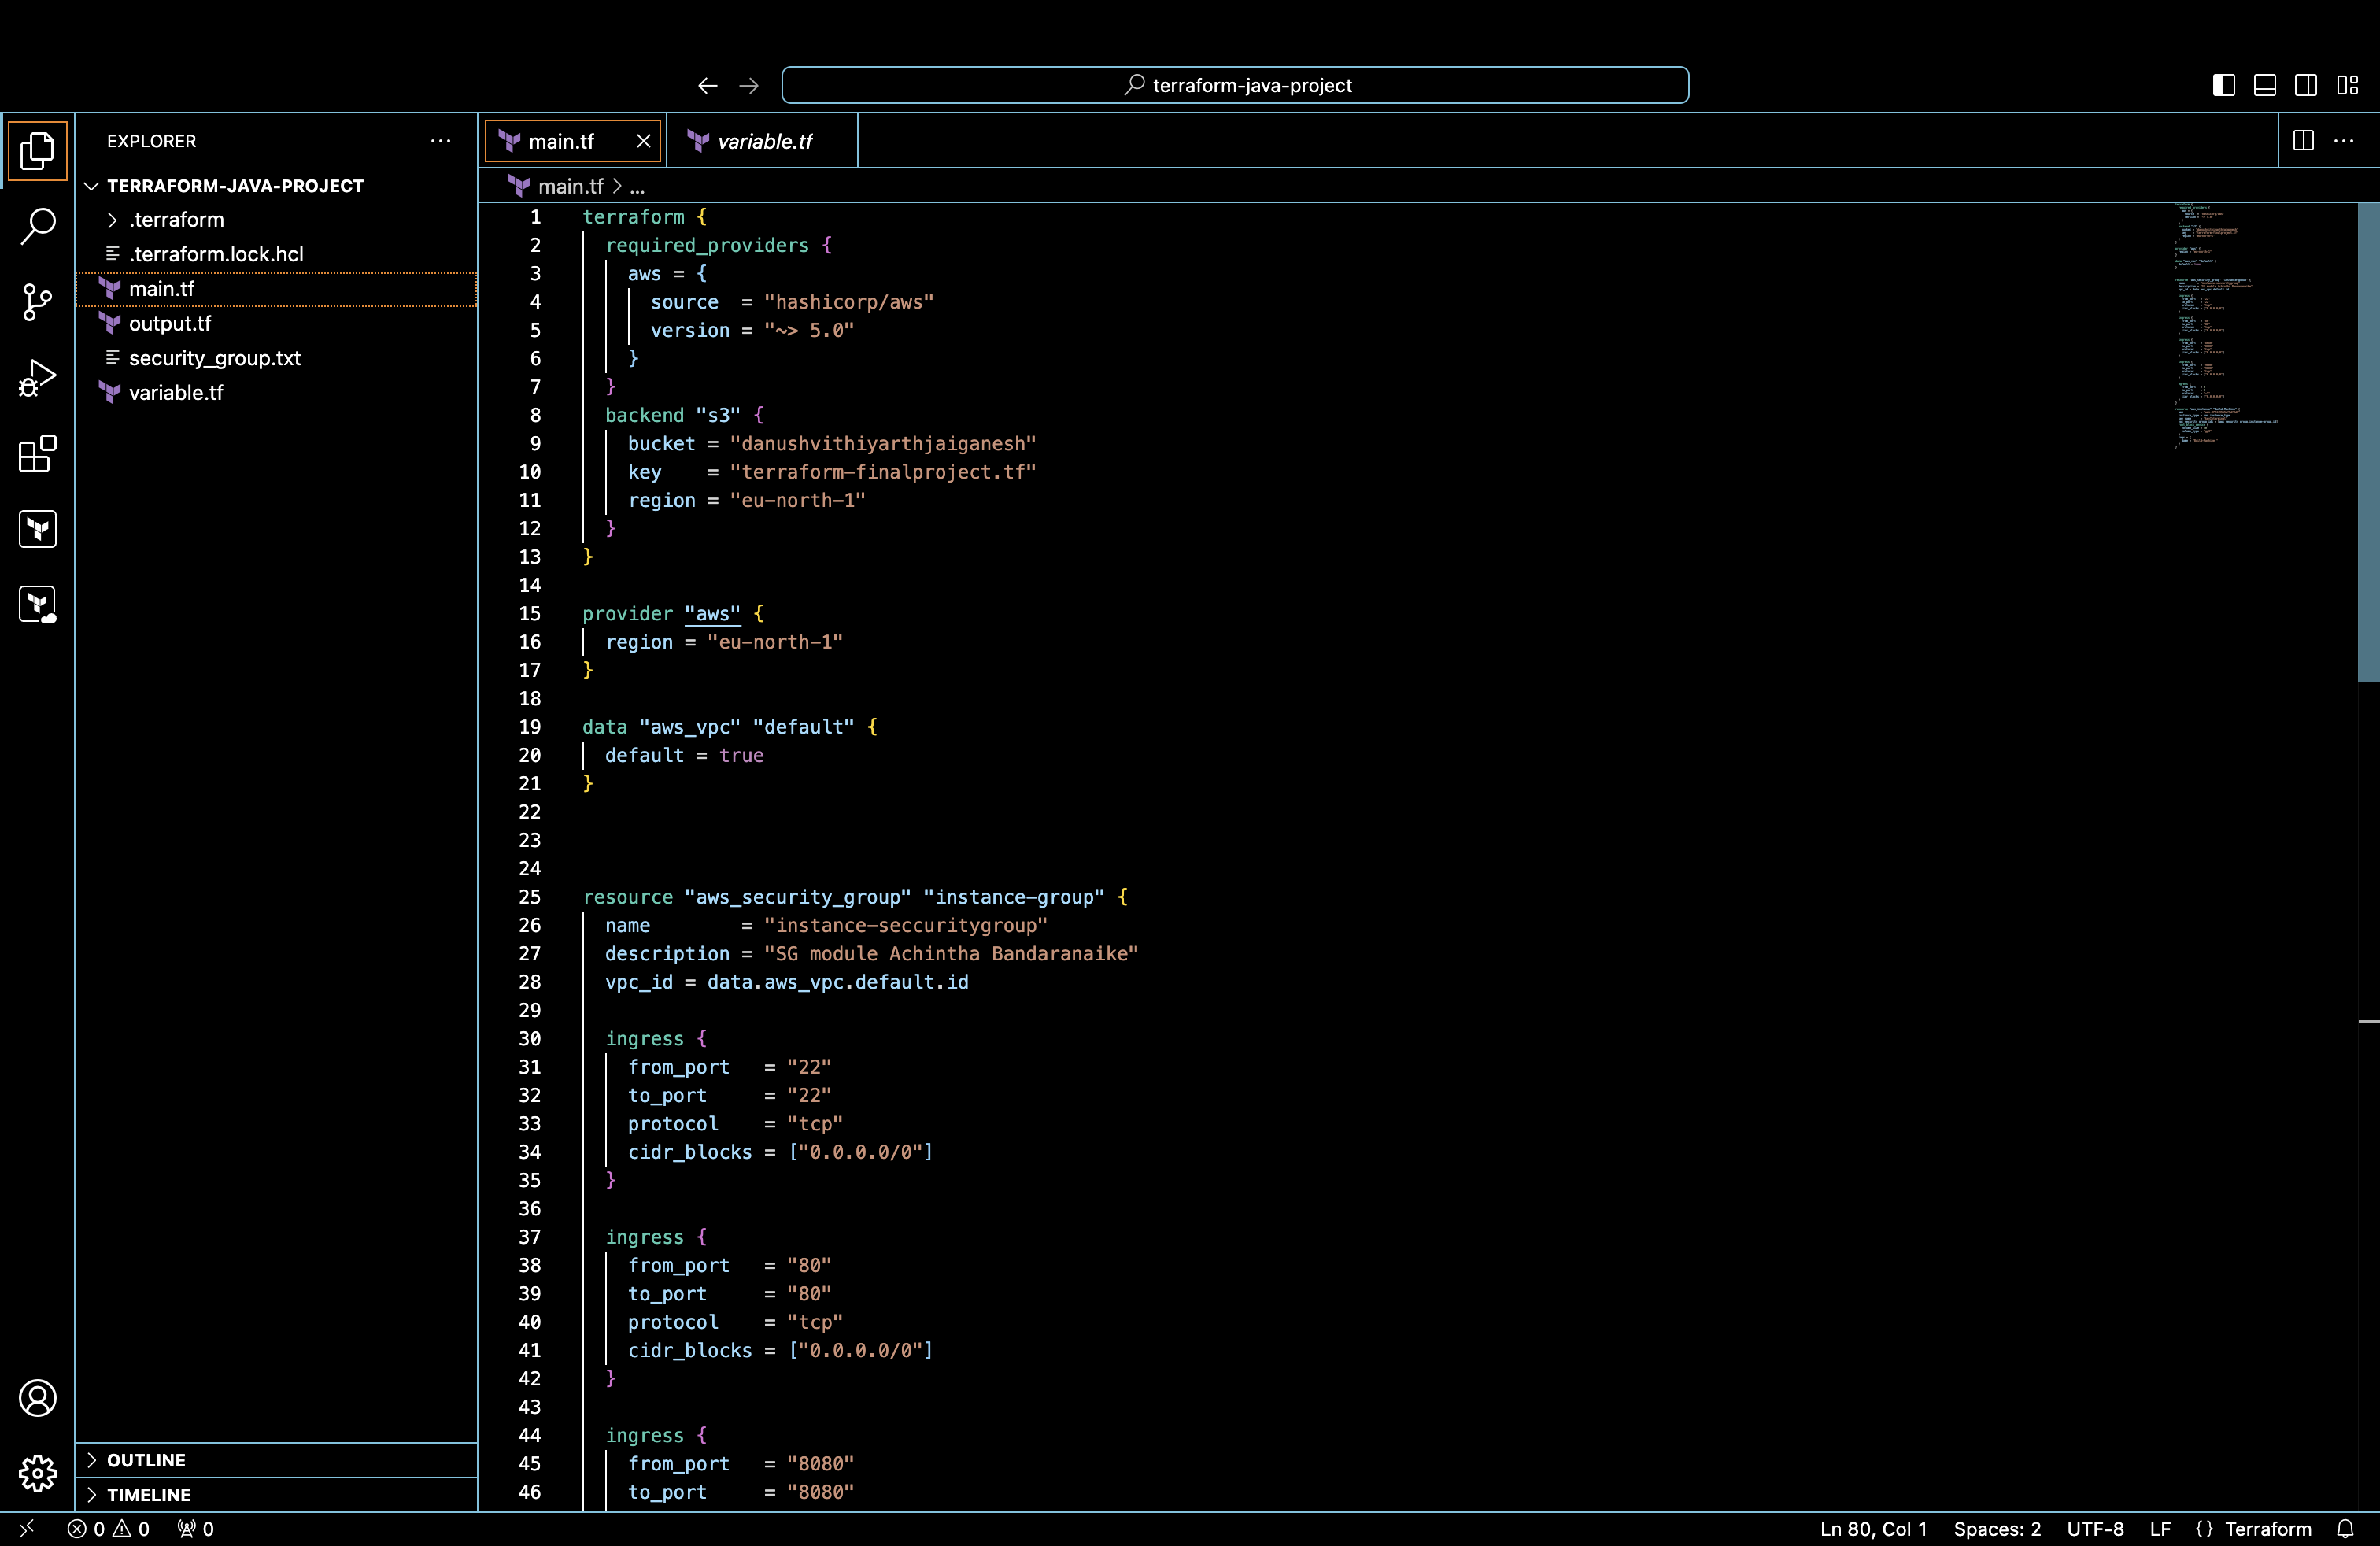 terraform-java-project
EXPLORER
TERRAFORM-JAVA-PROJECT
.terraform
.terraform.lock.hcl
main.tf
output.tf
security_group.txt
variable.tf
OUTLINE
TIMELINE
main.tf
variable.tf
main.tf > ...
1 terraform {
2 required_providers {
3 aws = {
4 source = "hashicorp/aws"
5 version = "~> 5.0"
6 }
7 }
8 backend "s3" {
9 bucket = "danushvithiyarthjaiganesh"
10 key = "terraform-finalproject.tf"
11 region = "eu-north-1"
12 }
13 }
14
15 provider "aws" {
16 region = "eu-north-1"
17 }
18
19 data "aws_vpc" "default" {
20 default = true
21 }
22
23
24
25 resource "aws_security_group" "instance-group" {
26 name = "instance-seccuritygroup"
27 description = "SG module Achintha Bandaranaike"
28 vpc_id = data.aws_vpc.default.id
29
30 ingress {
31 from_port = "22"
32 to_port = "22"
33 protocol = "tcp"
34 cidr_blocks = ["0.0.0.0/0"]
35 }
36
37 ingress {
38 from_port = "80"
39 to_port = "80"
40 protocol = "tcp"
41 cidr_blocks = ["0.0.0.0/0"]
42 }
43
44 ingress {
45 from_port = "8080"
46 to_port = "8080"
0 0 0
Ln 80, Col 1 Spaces: 2 UTF-8 LF {} Terraform